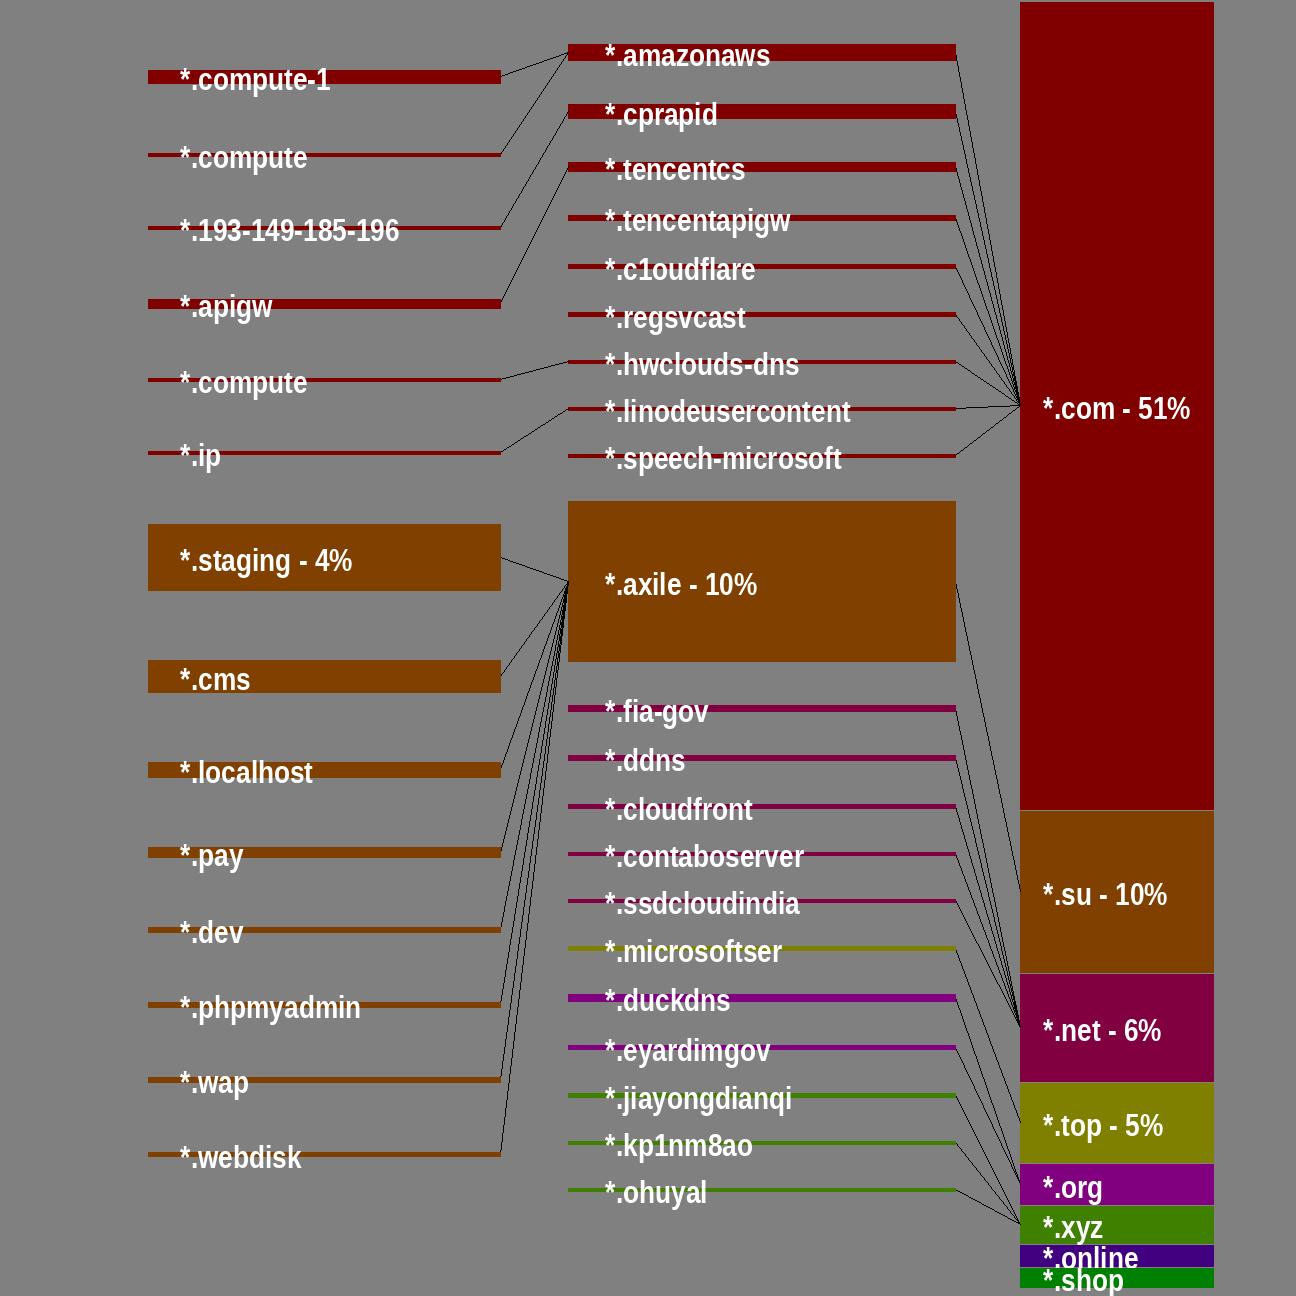 *.compute-1
*.compute
*.193-149-185-196
*.apigw
*.compute
*.ip
*.staging - 4%
*.cms
*.localhost
*.pay
*.dev
*.phpmyadmin
*.wap
*.webdisk
*.amazonaws
*.cprapid
*.tencentcs
*.tencentapigw
*.c1oudflare
*.regsvcast
*.hwclouds-dns
*.linodeusercontent
*.speech-microsoft
*.axile - 10%
*.fia-gov
*.ddns
*.cloudfront
*.contaboserver
*.ssdcloudindia
*.microsoftser
*.duckdns
*.eyardimgov
*.jiayongdianqi
*.kp1nm8ao
*.ohuyal
*.com - 51%
*.su - 10%
*.net - 6%
*.top - 5%
*.org
*.xyz
*.online
*.shop